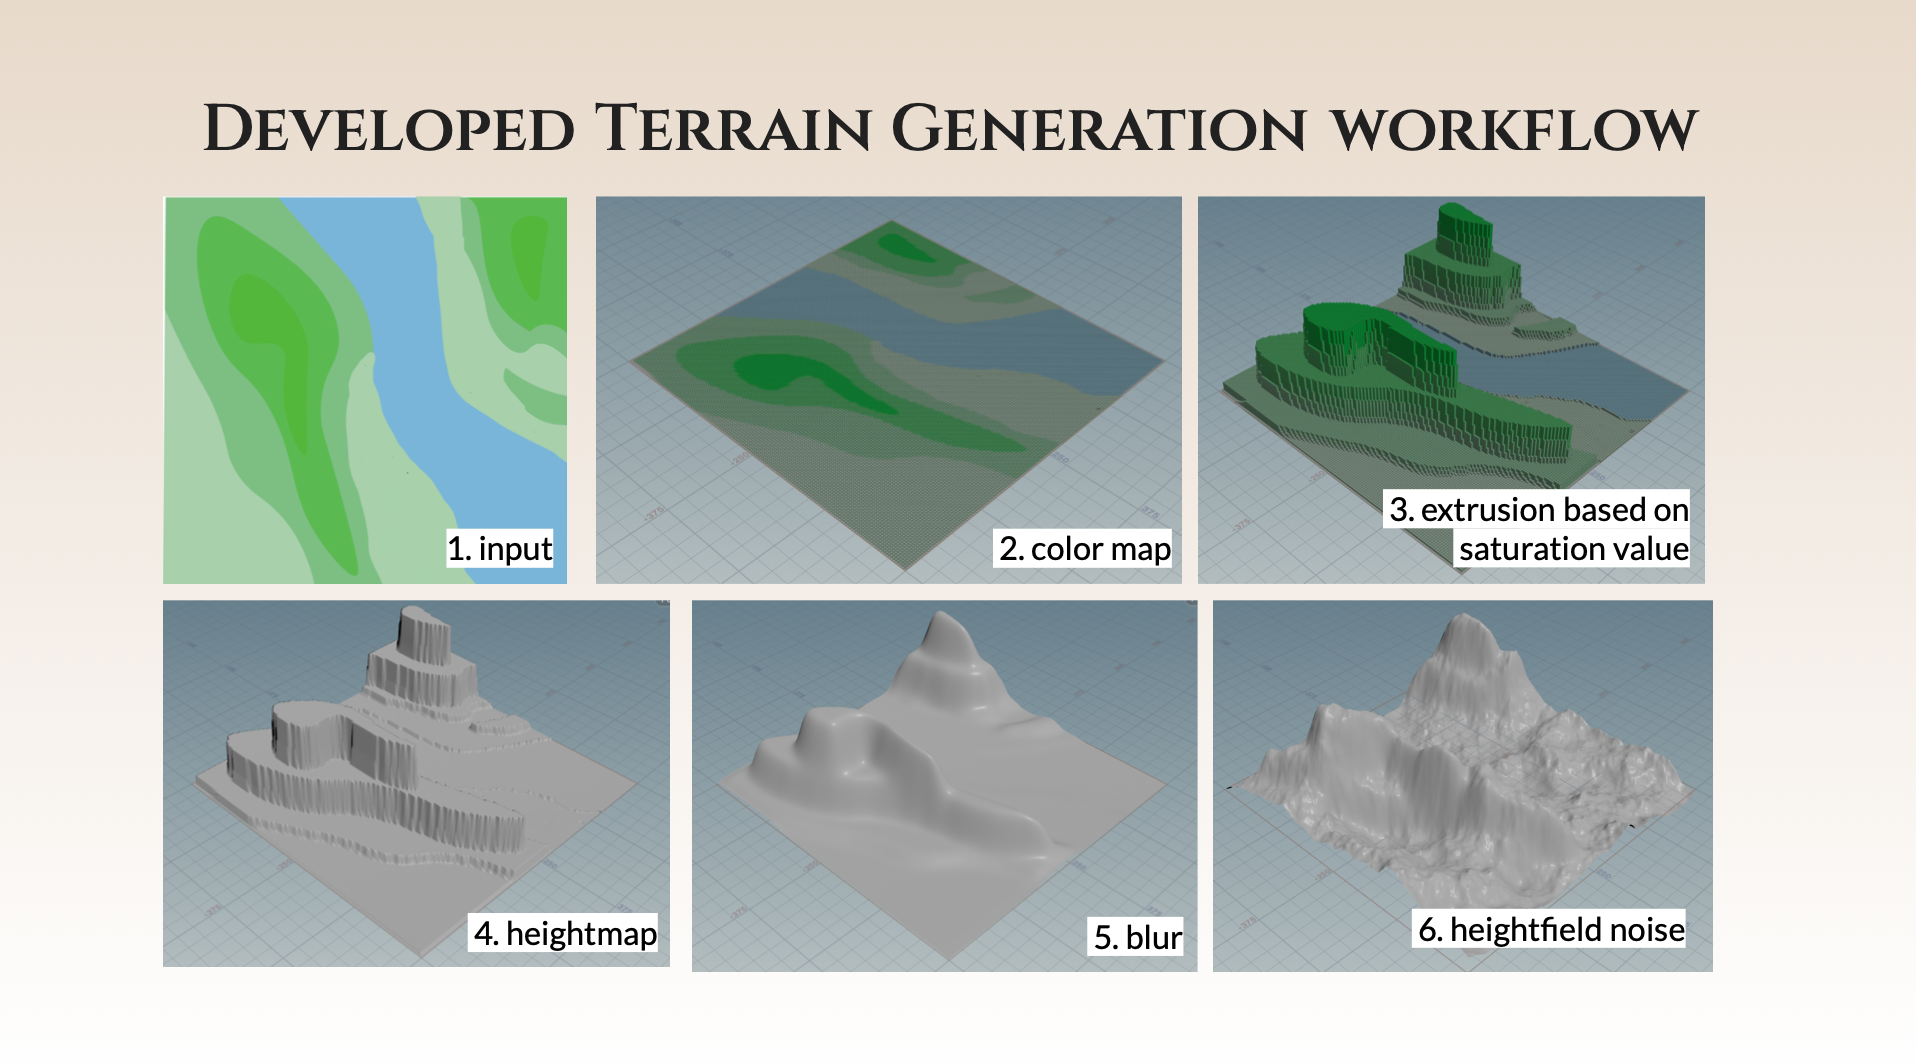 Developed Terrain Generation workflow
1. input
2. color map
3. extrusion based on
saturation value
4. heightmap
5. blur
6. heightfield noise